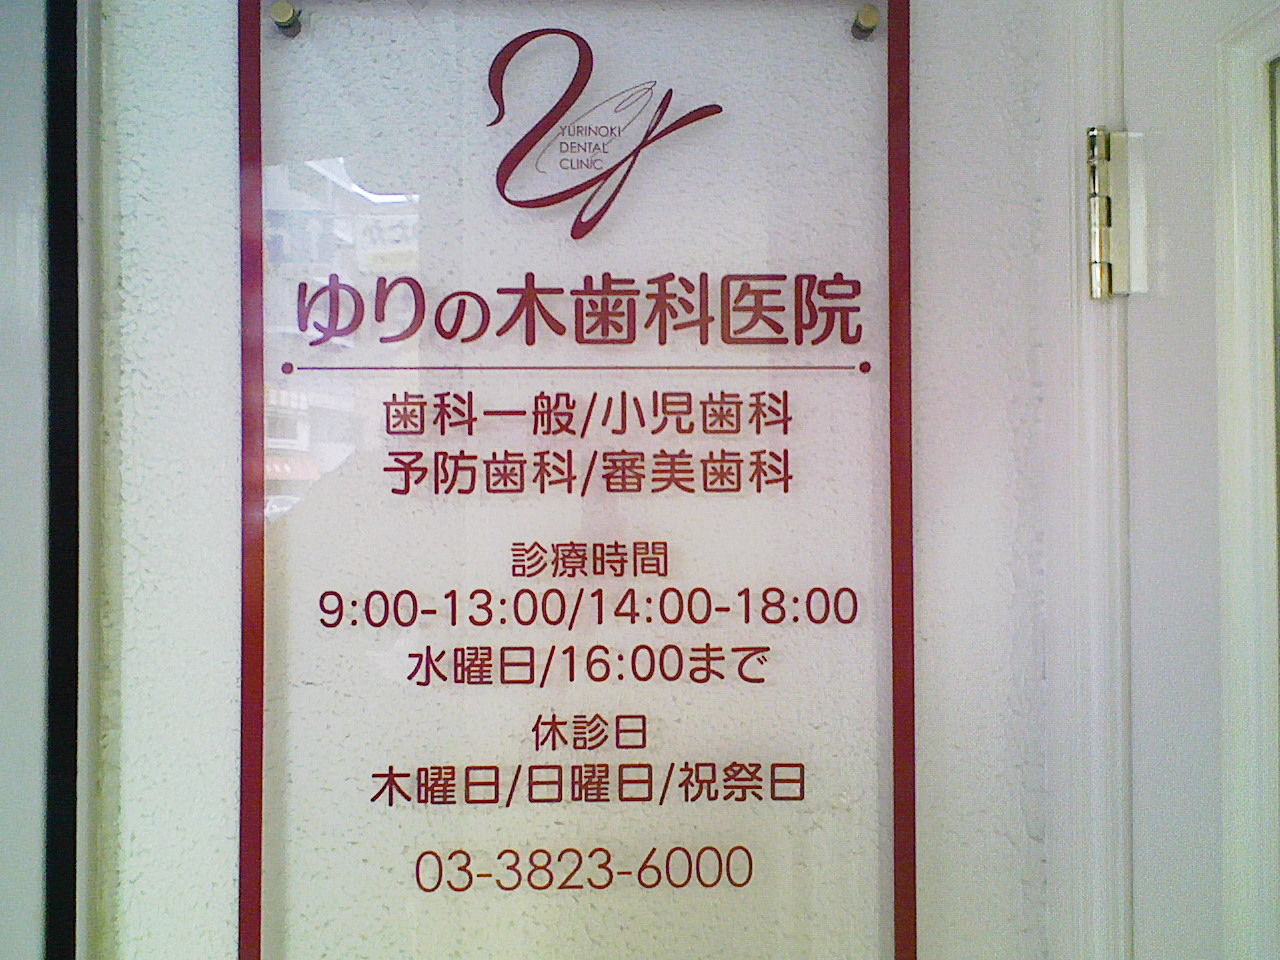 YURINOKI
DENTAL
CLINIC
ゆりの木歯科医院
歯科一般/小児歯科
予防歯科/審美歯科
診療時間
9:00-13:00/14:00-18:00
水曜日/16:00まで
休診日
木曜日/日曜日/祝祭日
03-3823-6000